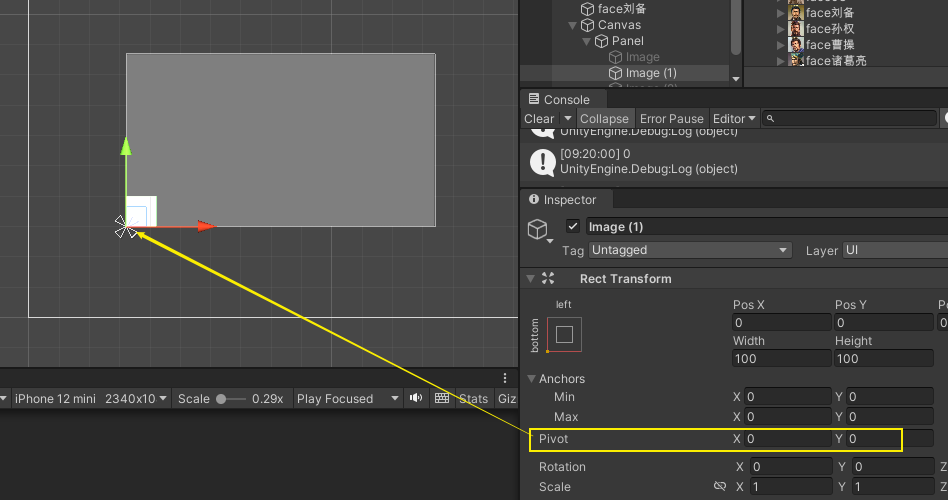 face刘备
Canvas
Panel
Image
Image (1)
face刘备
face孙权
face曹操
face诸葛亮
Console
Clear
Collapse
Error Pause
Editor
UnityEngine.Debug:Log (object)
[09:20:00] 0
UnityEngine.Debug:Log (object)
Inspector
Image (1)
Tag
Untagged
Layer
UI
Rect Transform
left
bottom
Pos X
Pos Y
0
0
0
Width
Height
100
100
Anchors
Min
X
0
Y
0
Max
X
0
Y
0
Pivot
X
0
Y
0
Rotation
X
0
Y
0
Z
Scale
X
1
Y
1
Z
iPhone 12 mini
2340x10
Scale
0.29x
Play Focused
Stats
Giz